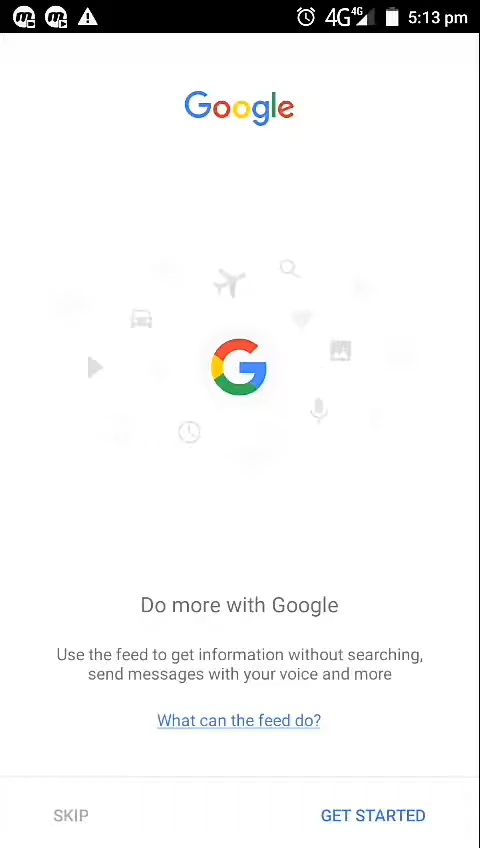 4G 4G 5:13 pm
Google
G
Do more with Google
Use the feed to get information without searching,
send messages with your voice and more
What can the feed do?
SKIP GET STARTED